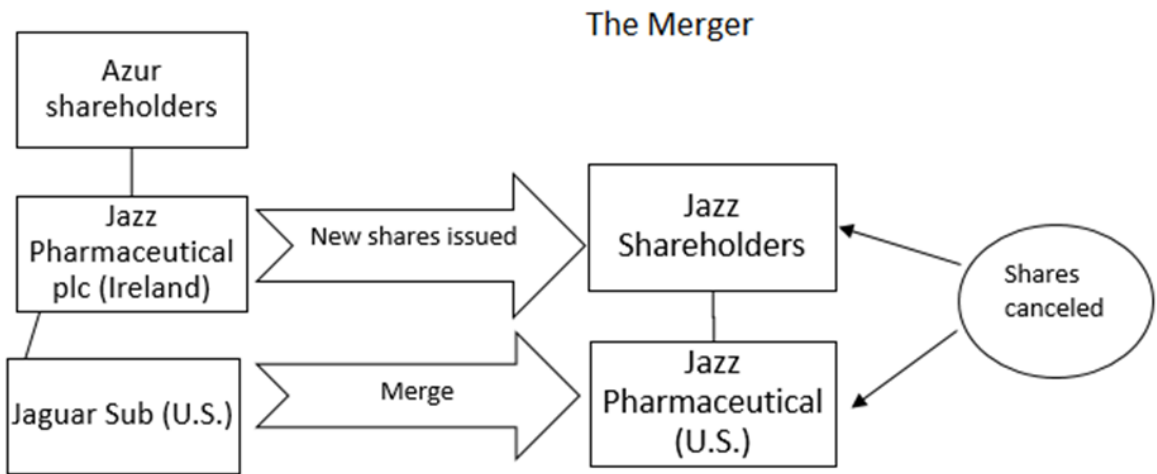 The Merger
Azur
shareholders
Jazz
Pharmaceutical
plc (Ireland)
New shares issued
Jazz
Shareholders
Shares
canceled
Jaguar Sub (U.S.)
Merge
Jazz
Pharmaceutical
(U.S.)